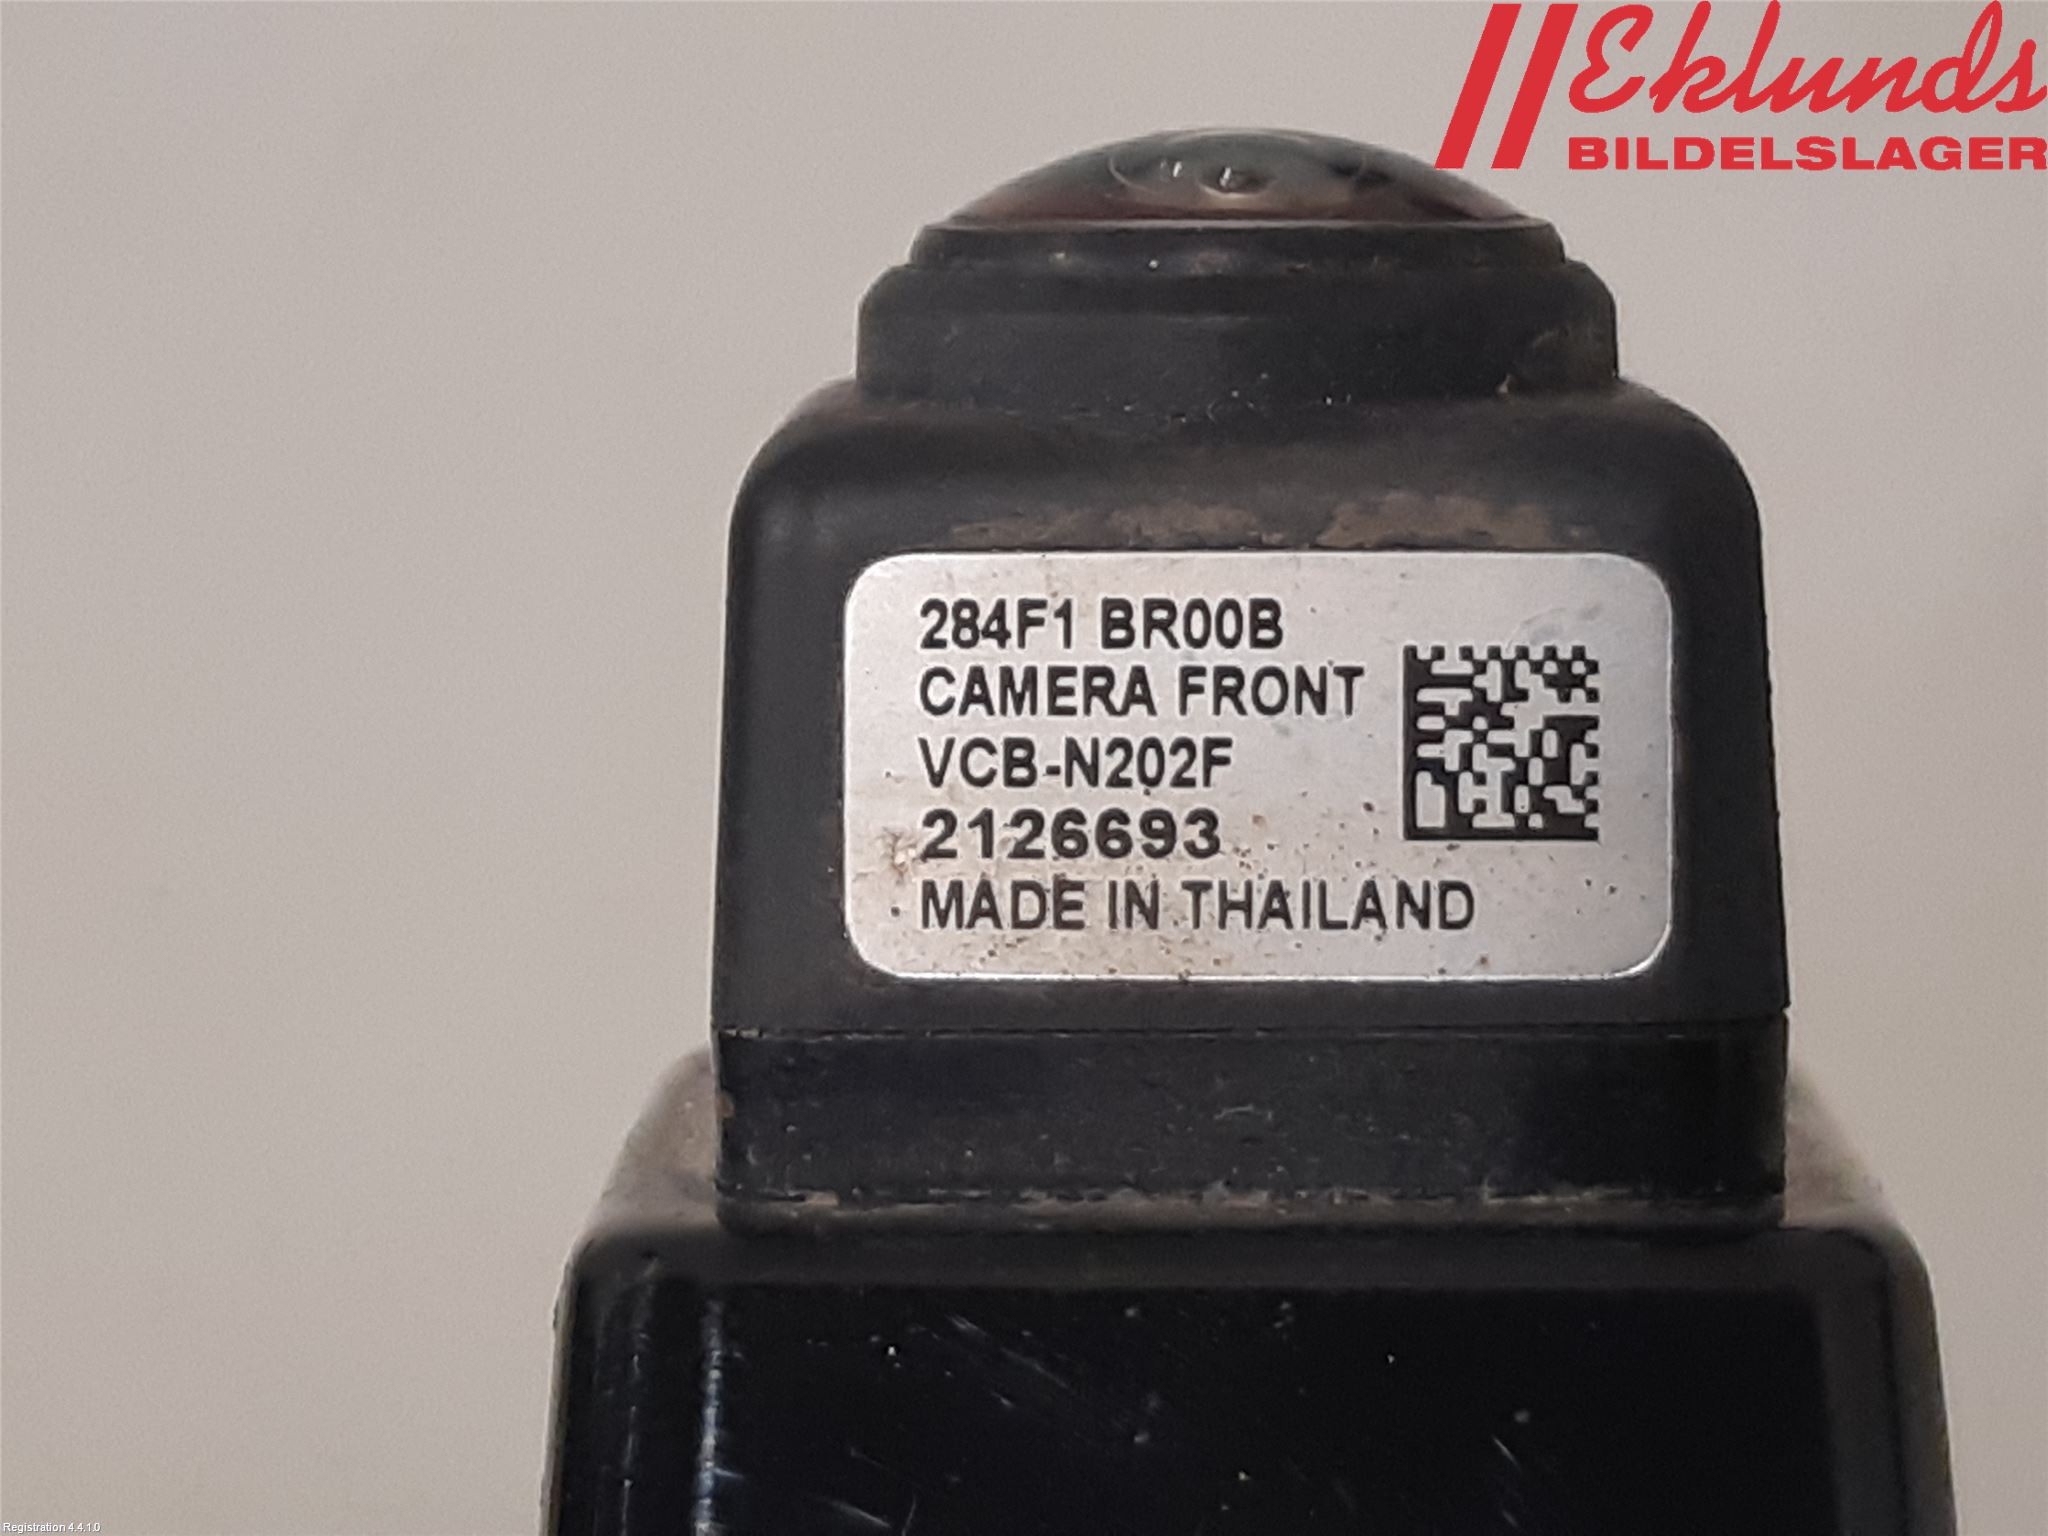 Eklunds
BILDELSLAGER
284F1 BR00B
CAMERA FRONT
VCB-N202F
2126693
MADE IN THAILAND
Registration 4.4.1.0